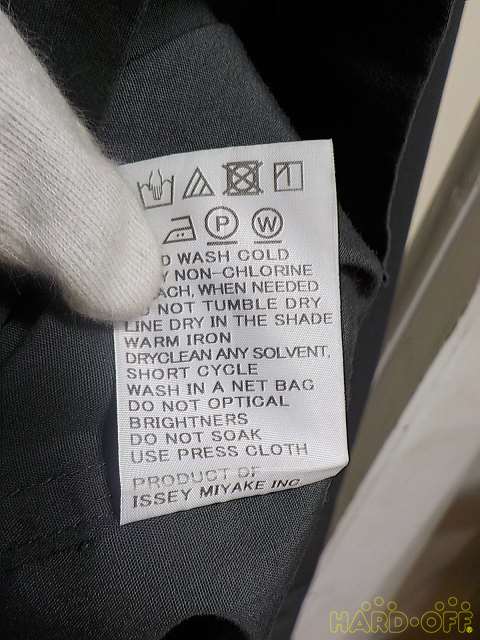 P W
WASH COLD
NON-CHLORINE
WHEN NEEDED
NOT TUMBLE DRY
LINE DRY IN THE SHADE
WARM IRON
DRYCLEAN ANY SOLVENT,
SHORT CYCLE
WASH IN A NET BAG
DO NOT OPTICAL
BRIGHTNERS
DO NOT SOAK
USE PRESS CLOTH
PRODUCT OF
ISSEY MIYAKE INC.
HARD・OFF